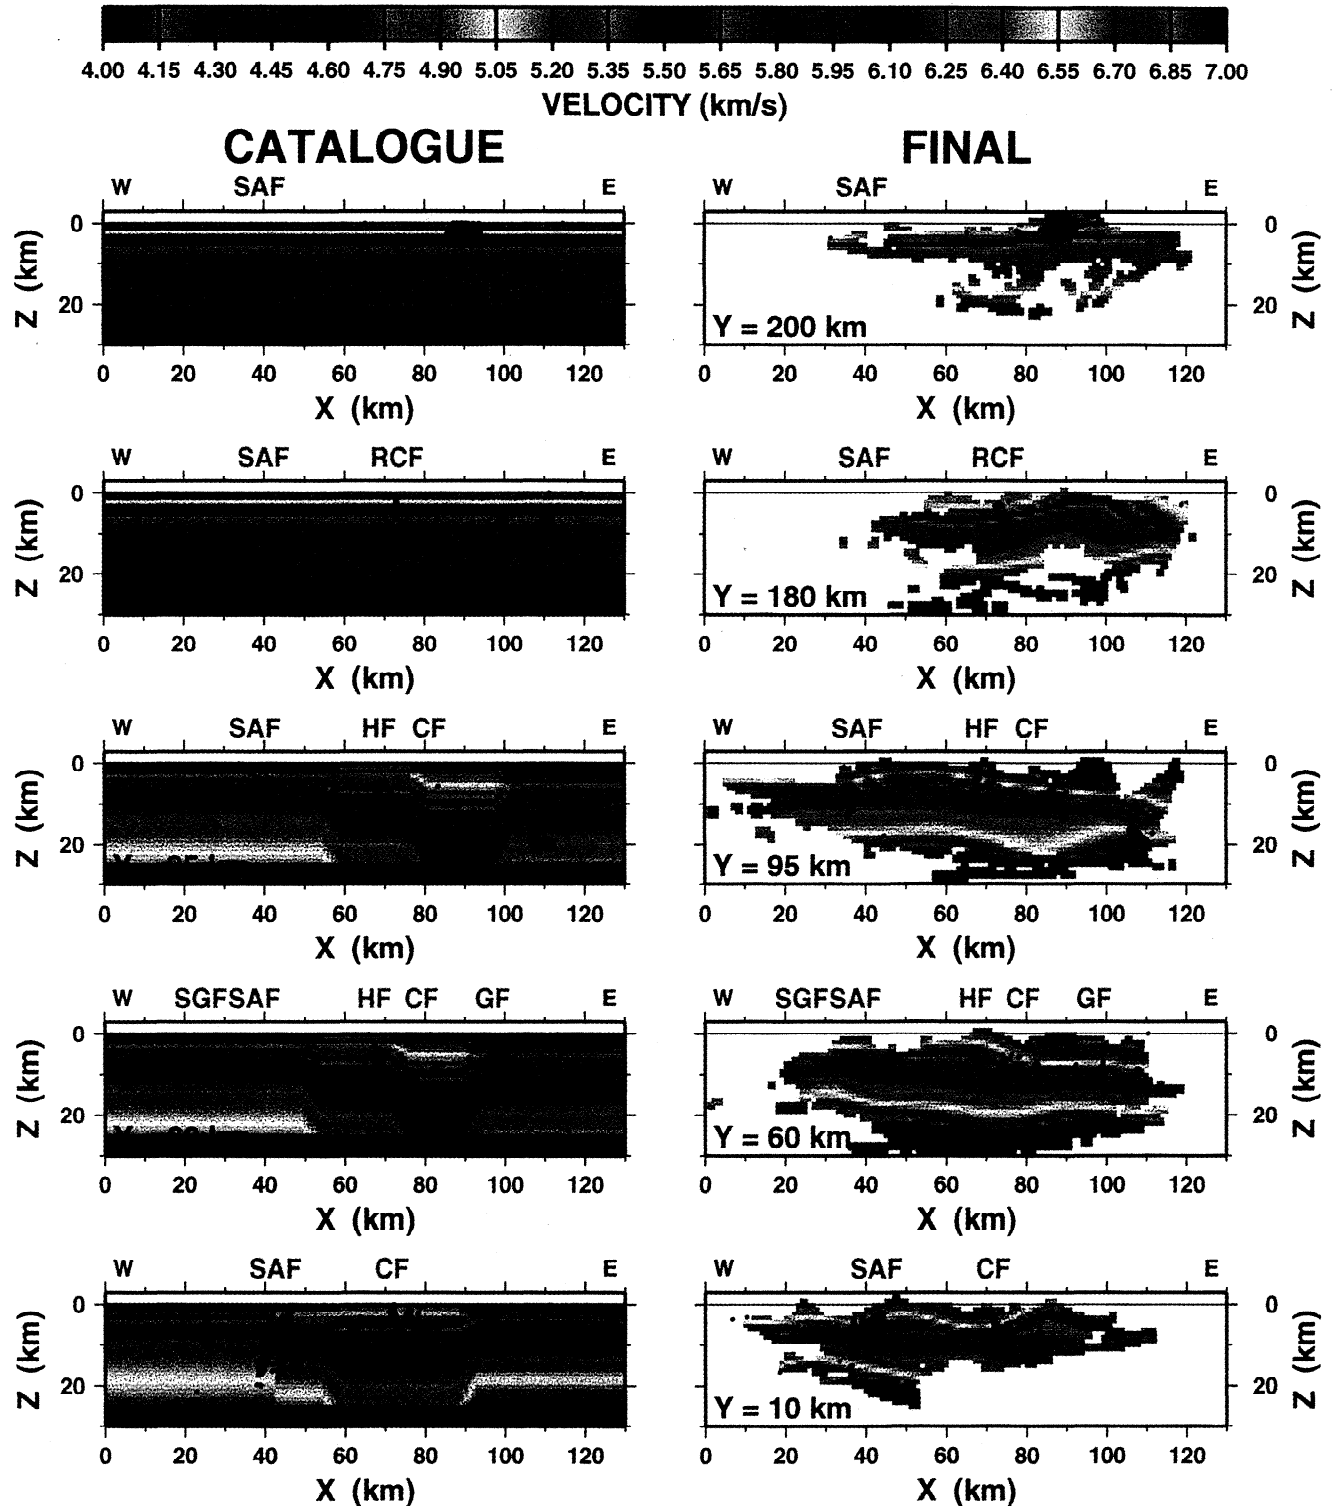 4.00 4.15 4.30 4.45 4.60 4.75 4.90 5.05 5.20 5.35 5.50 5.65 5.80 5.95 6.10 6.25 6.40 6.55 6.70 6.85 7.00
VELOCITY (km/s)
CATALOGUE FINAL
W SAF E W SAF E
0 0
Z (km) Z (km)
20 20
Y = 200 km
0 20 40 60 80 100 120 0 20 40 60 80 100 120
X (km) X (km)
W SAF RCF E W SAF RCF E
0 0
Z (km) Z (km)
20 20
Y = 180 km
0 20 40 60 80 100 120 0 20 40 60 80 100 120
X (km) X (km)
W SAF HF CF E W SAF HF CF E
0 0
Z (km) Z (km)
20 20
Y = 95 km
0 20 40 60 80 100 120 0 20 40 60 80 100 120
X (km) X (km)
W SGFSAF HF CF GF E W SGFSAF HF CF GF E
0 0
Z (km) Z (km)
20 20
Y = 60 km
0 20 40 60 80 100 120 0 20 40 60 80 100 120
X (km) X (km)
W SAF CF E W SAF CF E
0 0
Z (km) Z (km)
20 20
Y = 10 km
0 20 40 60 80 100 120 0 20 40 60 80 100 120
X (km) X (km)